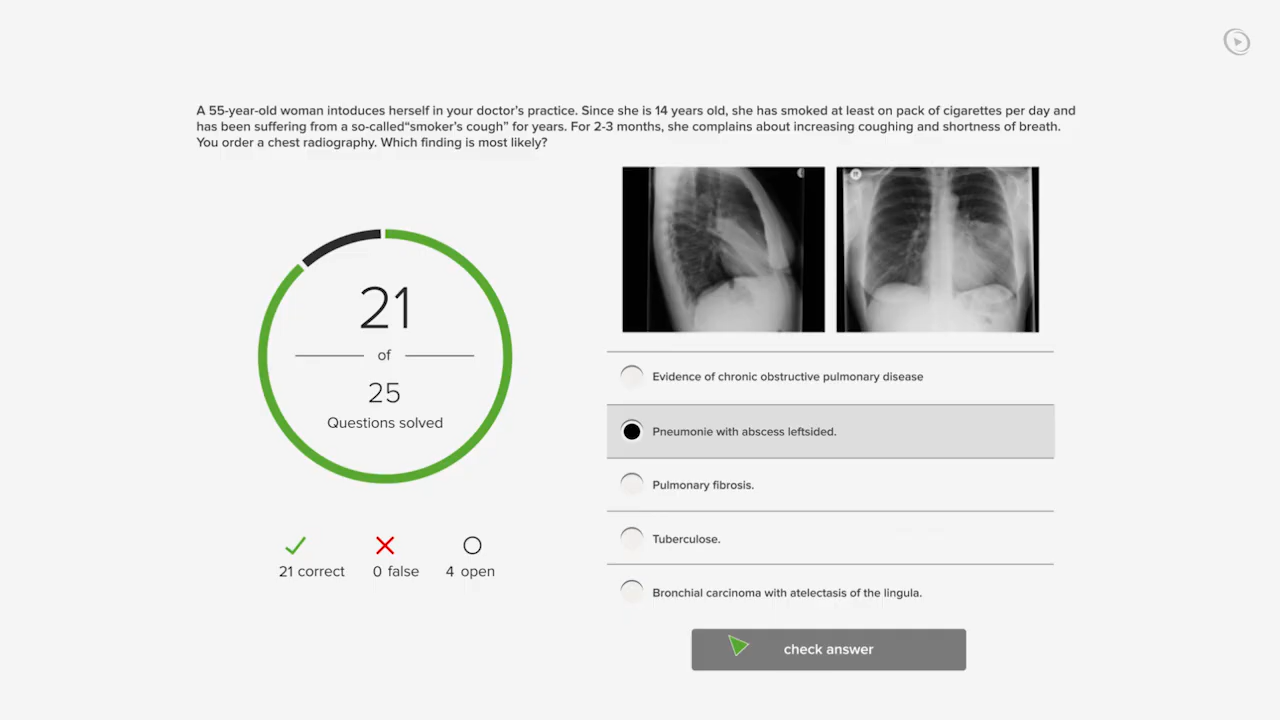 A 55-year-old woman intoduces herself in your doctor's practice. Since she is 14 years old, she has smoked at least on pack of cigarettes per day and
has been suffering from a so-called“smoker's cough” for years. For 2-3 months, she complains about increasing coughing and shortness of breath.
You order a chest radiography. Which finding is most likely?
21
of
25
Questions solved
21 correct
0 false
4 open
Evidence of chronic obstructive pulmonary disease
Pneumonie with abscess leftsided.
Pulmonary fibrosis.
Tuberculose.
Bronchial carcinoma with atelectasis of the lingula.
check answer